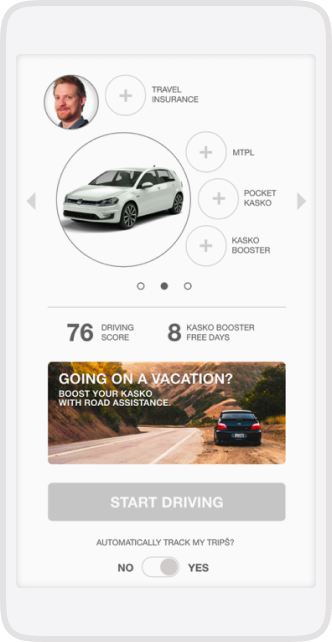 TRAVEL
INSURANCE
MTPL
POCKET
KASKO
KASKO
BOOSTER
76 DRIVING
SCORE
8 KASKO BOOSTER
FREE DAYS
GOING ON A VACATION?
BOOST YOUR KASKO
WITH ROAD ASSISTANCE.
START DRIVING
AUTOMATICALLY TRACK MY TRIPS?
NO YES